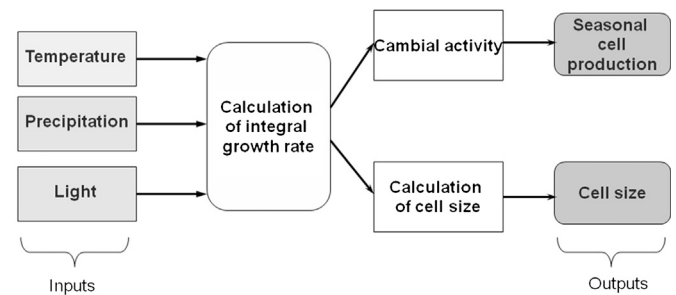 Temperature
Precipitation
Light
Inputs
Calculation
of integral
growth rate
Cambial activity
Calculation
of cell size
Seasonal
cell
production
Cell size
Outputs